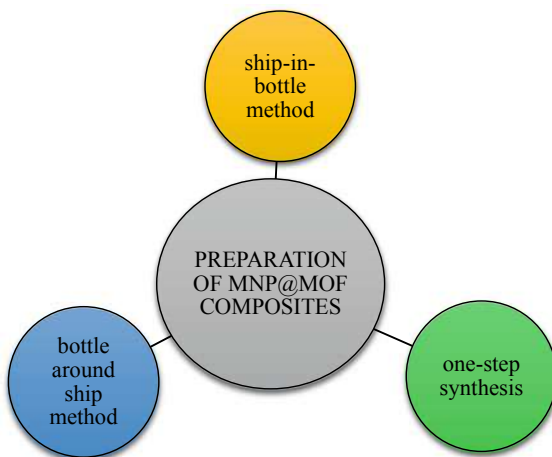 ship-in-
bottle
method
PREPARATION
OF MNP@MOF
COMPOSITES
bottle
around
ship
method
one-step
synthesis